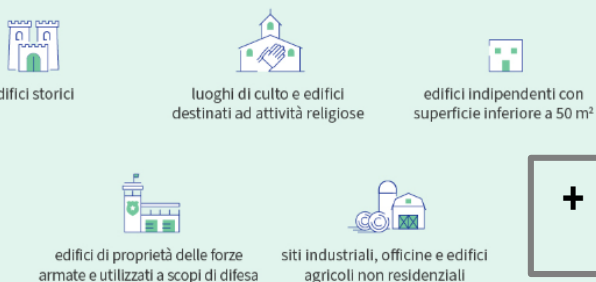 difici storici
luoghi di culto e edifici
destinati ad attività religiose
edifici indipendenti con
superficie inferiore a 50 m²
+
edifici di proprietà delle forze
armate e utilizzati a scopi di difesa
siti industriali, officine e edifici
agricoli non residenziali